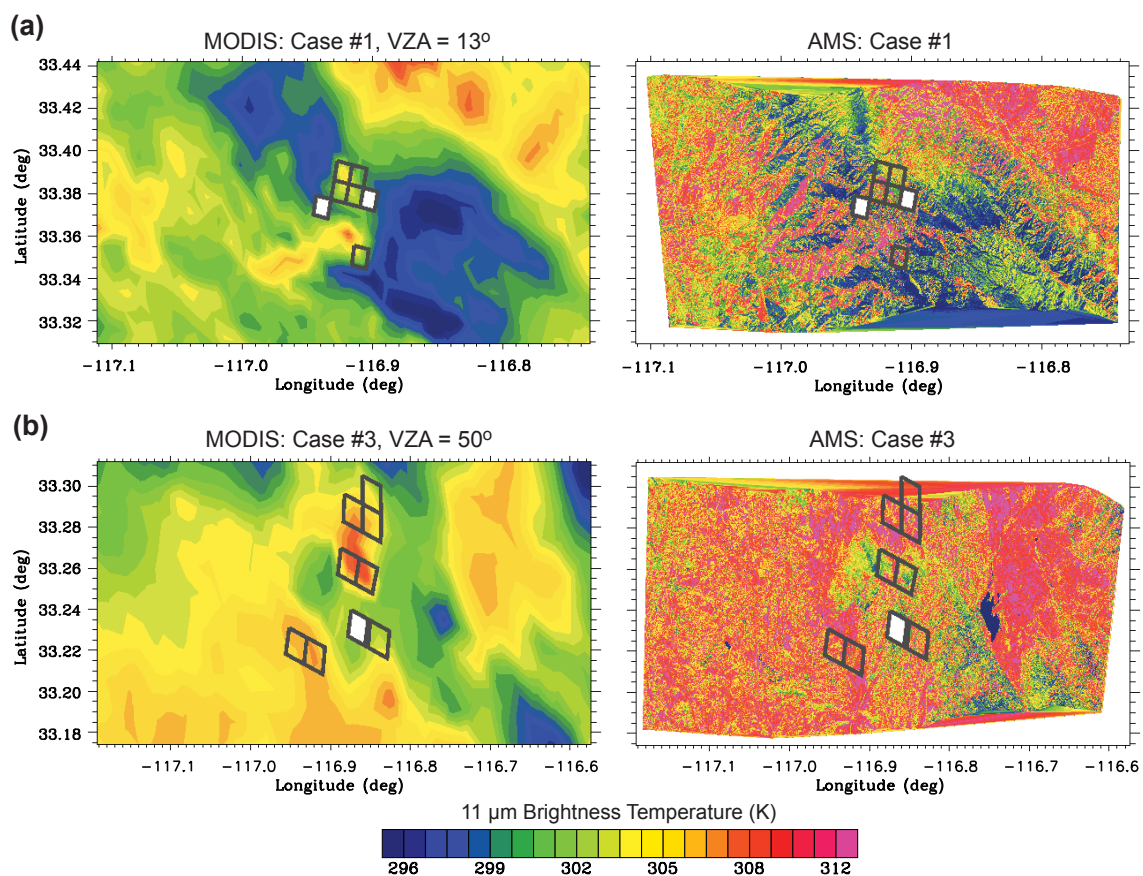 (a)
MODIS: Case #1, VZA = 13º
AMS: Case #1
33.44
33.42
33.40
33.38
33.36
33.34
33.32
Latitude (deg)
−117.1 −117.0 −116.9 −116.8
Longitude (deg)
−117.1 −117.0 −116.9 −116.8
Longitude (deg)
(b)
MODIS: Case #3, VZA = 50º
AMS: Case #3
33.30
33.28
33.26
33.24
33.22
33.20
33.18
Latitude (deg)
−117.1 −117.0 −116.9 −116.8 −116.7 −116.6
Longitude (deg)
−117.1 −117.0 −116.9 −116.8 −116.7 −116.6
Longitude (deg)
11 µm Brightness Temperature (K)
296 299 302 305 308 312